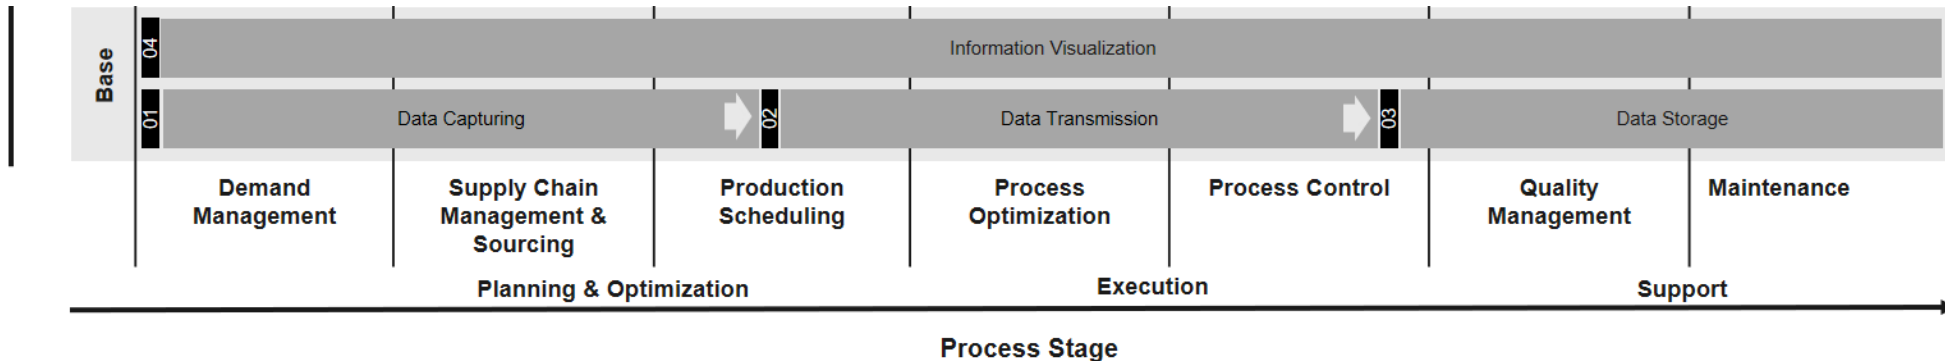 Base
04
Information Visualization
01
Data Capturing
02
Data Transmission
03
Data Storage
Demand
Management
Supply Chain
Management &
Sourcing
Production
Scheduling
Process
Optimization
Process Control
Quality
Management
Maintenance
Planning & Optimization
Execution
Support
Process Stage